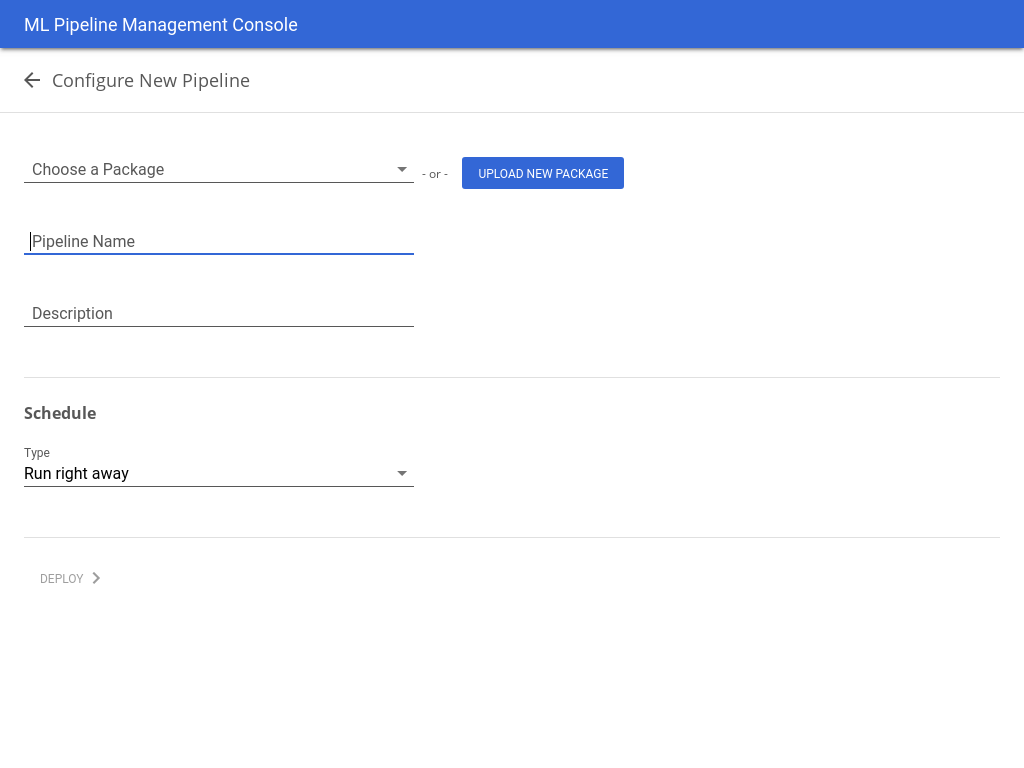 ML Pipeline Management Console
Configure New Pipeline
Choose a Package
- or -
UPLOAD NEW PACKAGE
Pipeline Name
Description
Schedule
Type
Run right away
DEPLOY